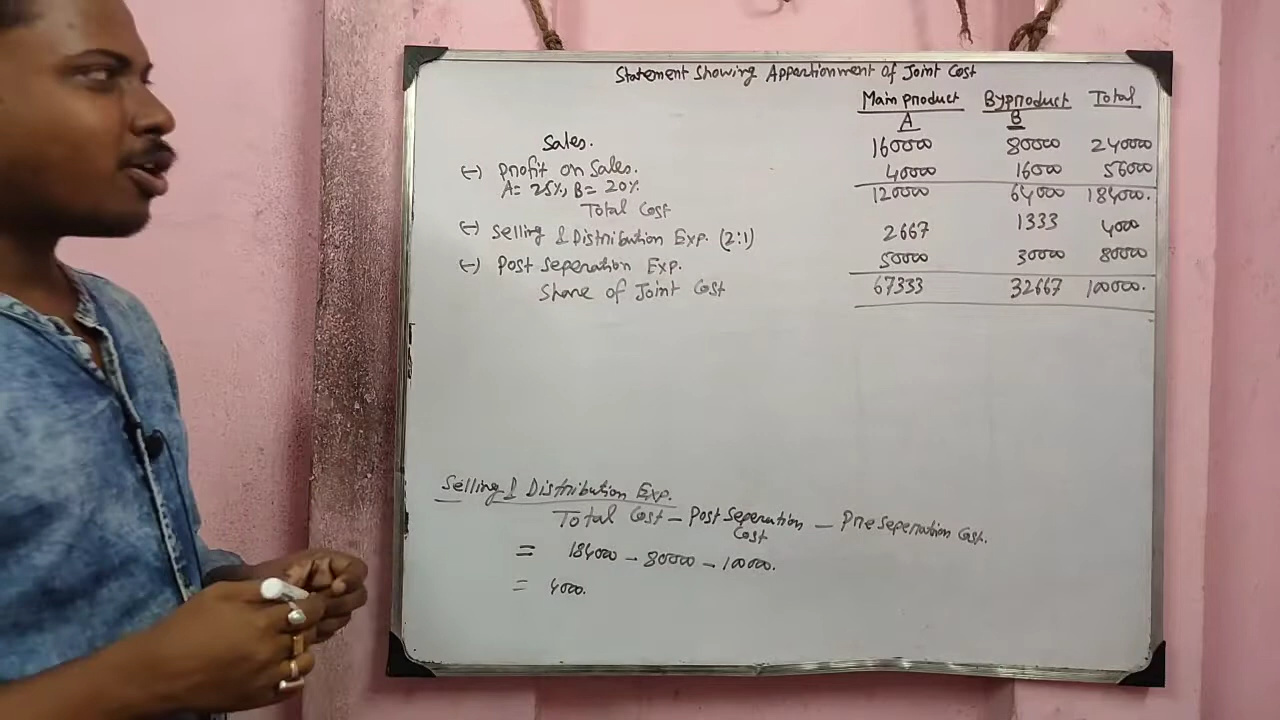 Statement Showing Apportionment of Joint Cost
Main product Byproduct Total
A B
Sales. 160000 80000 240000
(-) Profit on Sales. 40000 16000 56000
A= 25%, B= 20%
Total Cost 120000 64000 184000.
(-) Selling & Distribution Exp. (2:1) 2667 1333 4000
(-) Post Seperation Exp. 50000 30000 80000
Share of Joint Cost 67333 32667 100000.
Selling & Distribution Exp.
Total Cost - Post Seperation Cost - Pre Seperation Cost.
= 184000 - 80000 - 100000.
= 4000.